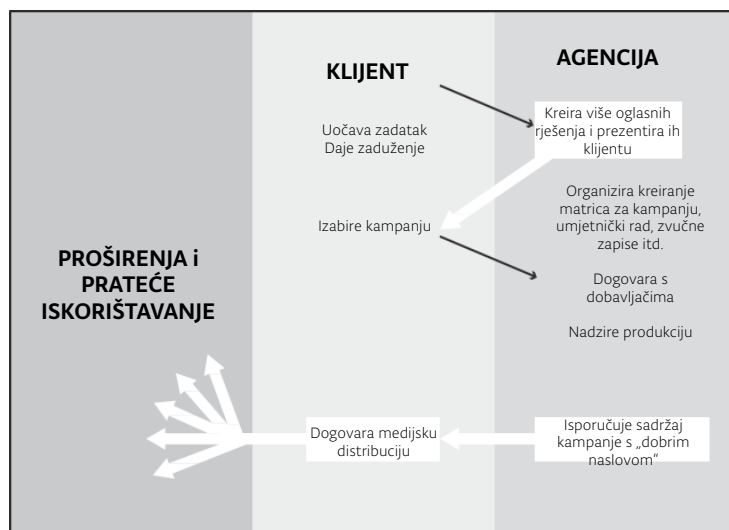 KLIJENT
AGENCIJA
Uočava zadatak
Daje zaduženje
Kreira više oglasnih
rješenja i prezentira ih
klijentu
Izabire kampanju
Organizira kreiranje
matrica za kampanju,
umjetnički rad, zvučne
zapise itd.
Dogovara s
dobavljačima
Nadzire produkciju
PROŠIRENJA i
PRATEĆE
ISKORIŠTAVANJE
Dogovara medijsku
distribuciju
Isporučuje sadržaj
kampanje s „dobrim
naslovom“